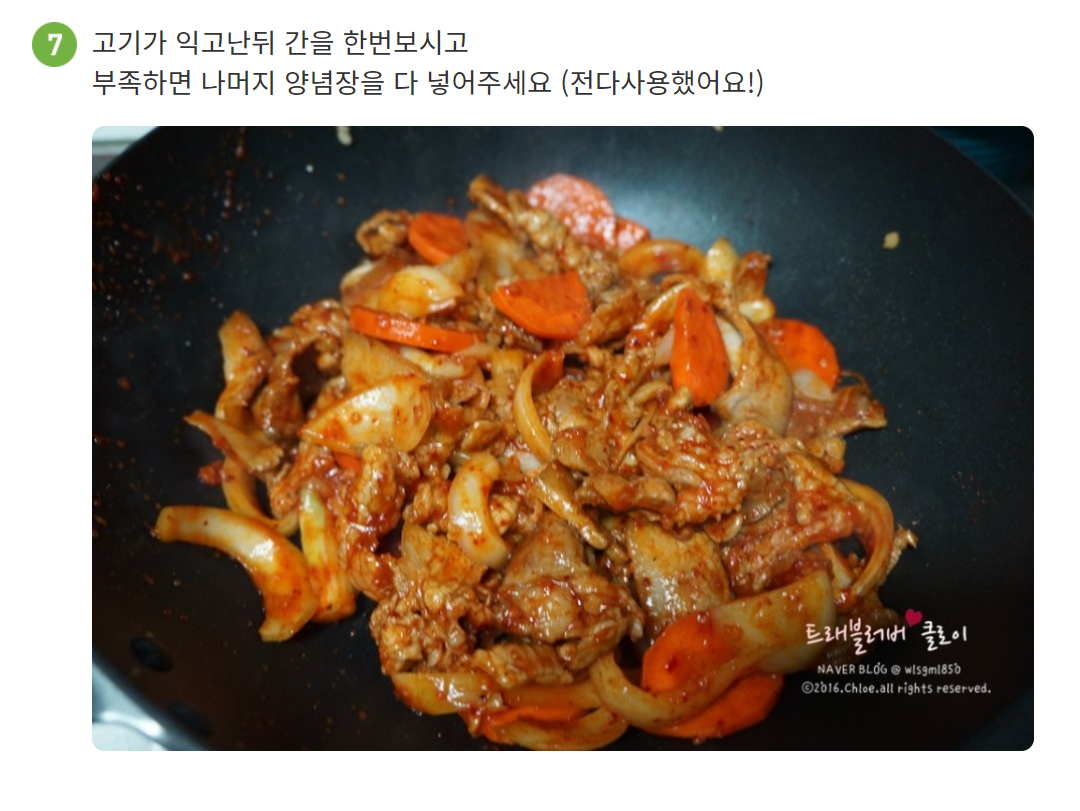 7 고기가 익고난뒤 간을 한번보시고
부족하면 나머지 양념장을 다 넣어주세요 (전다사용했어요!)
트래블러버 클로이
NAVER BLOG @ wlsgml850
©2016.Chloe.all rights reserved.